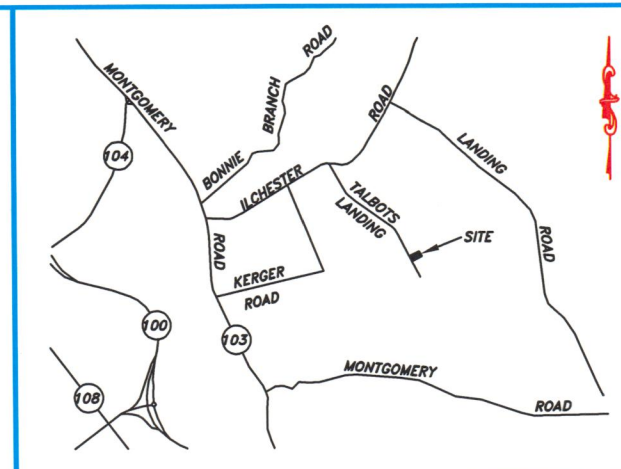 MONTGOMERY
ROAD
BONNIE
BRANCH
ROAD
104
ILCHESTER
ROAD
LANDING
ROAD
TALBOTS
LANDING
SITE
KERGER
ROAD
100
103
108
MONTGOMERY
ROAD